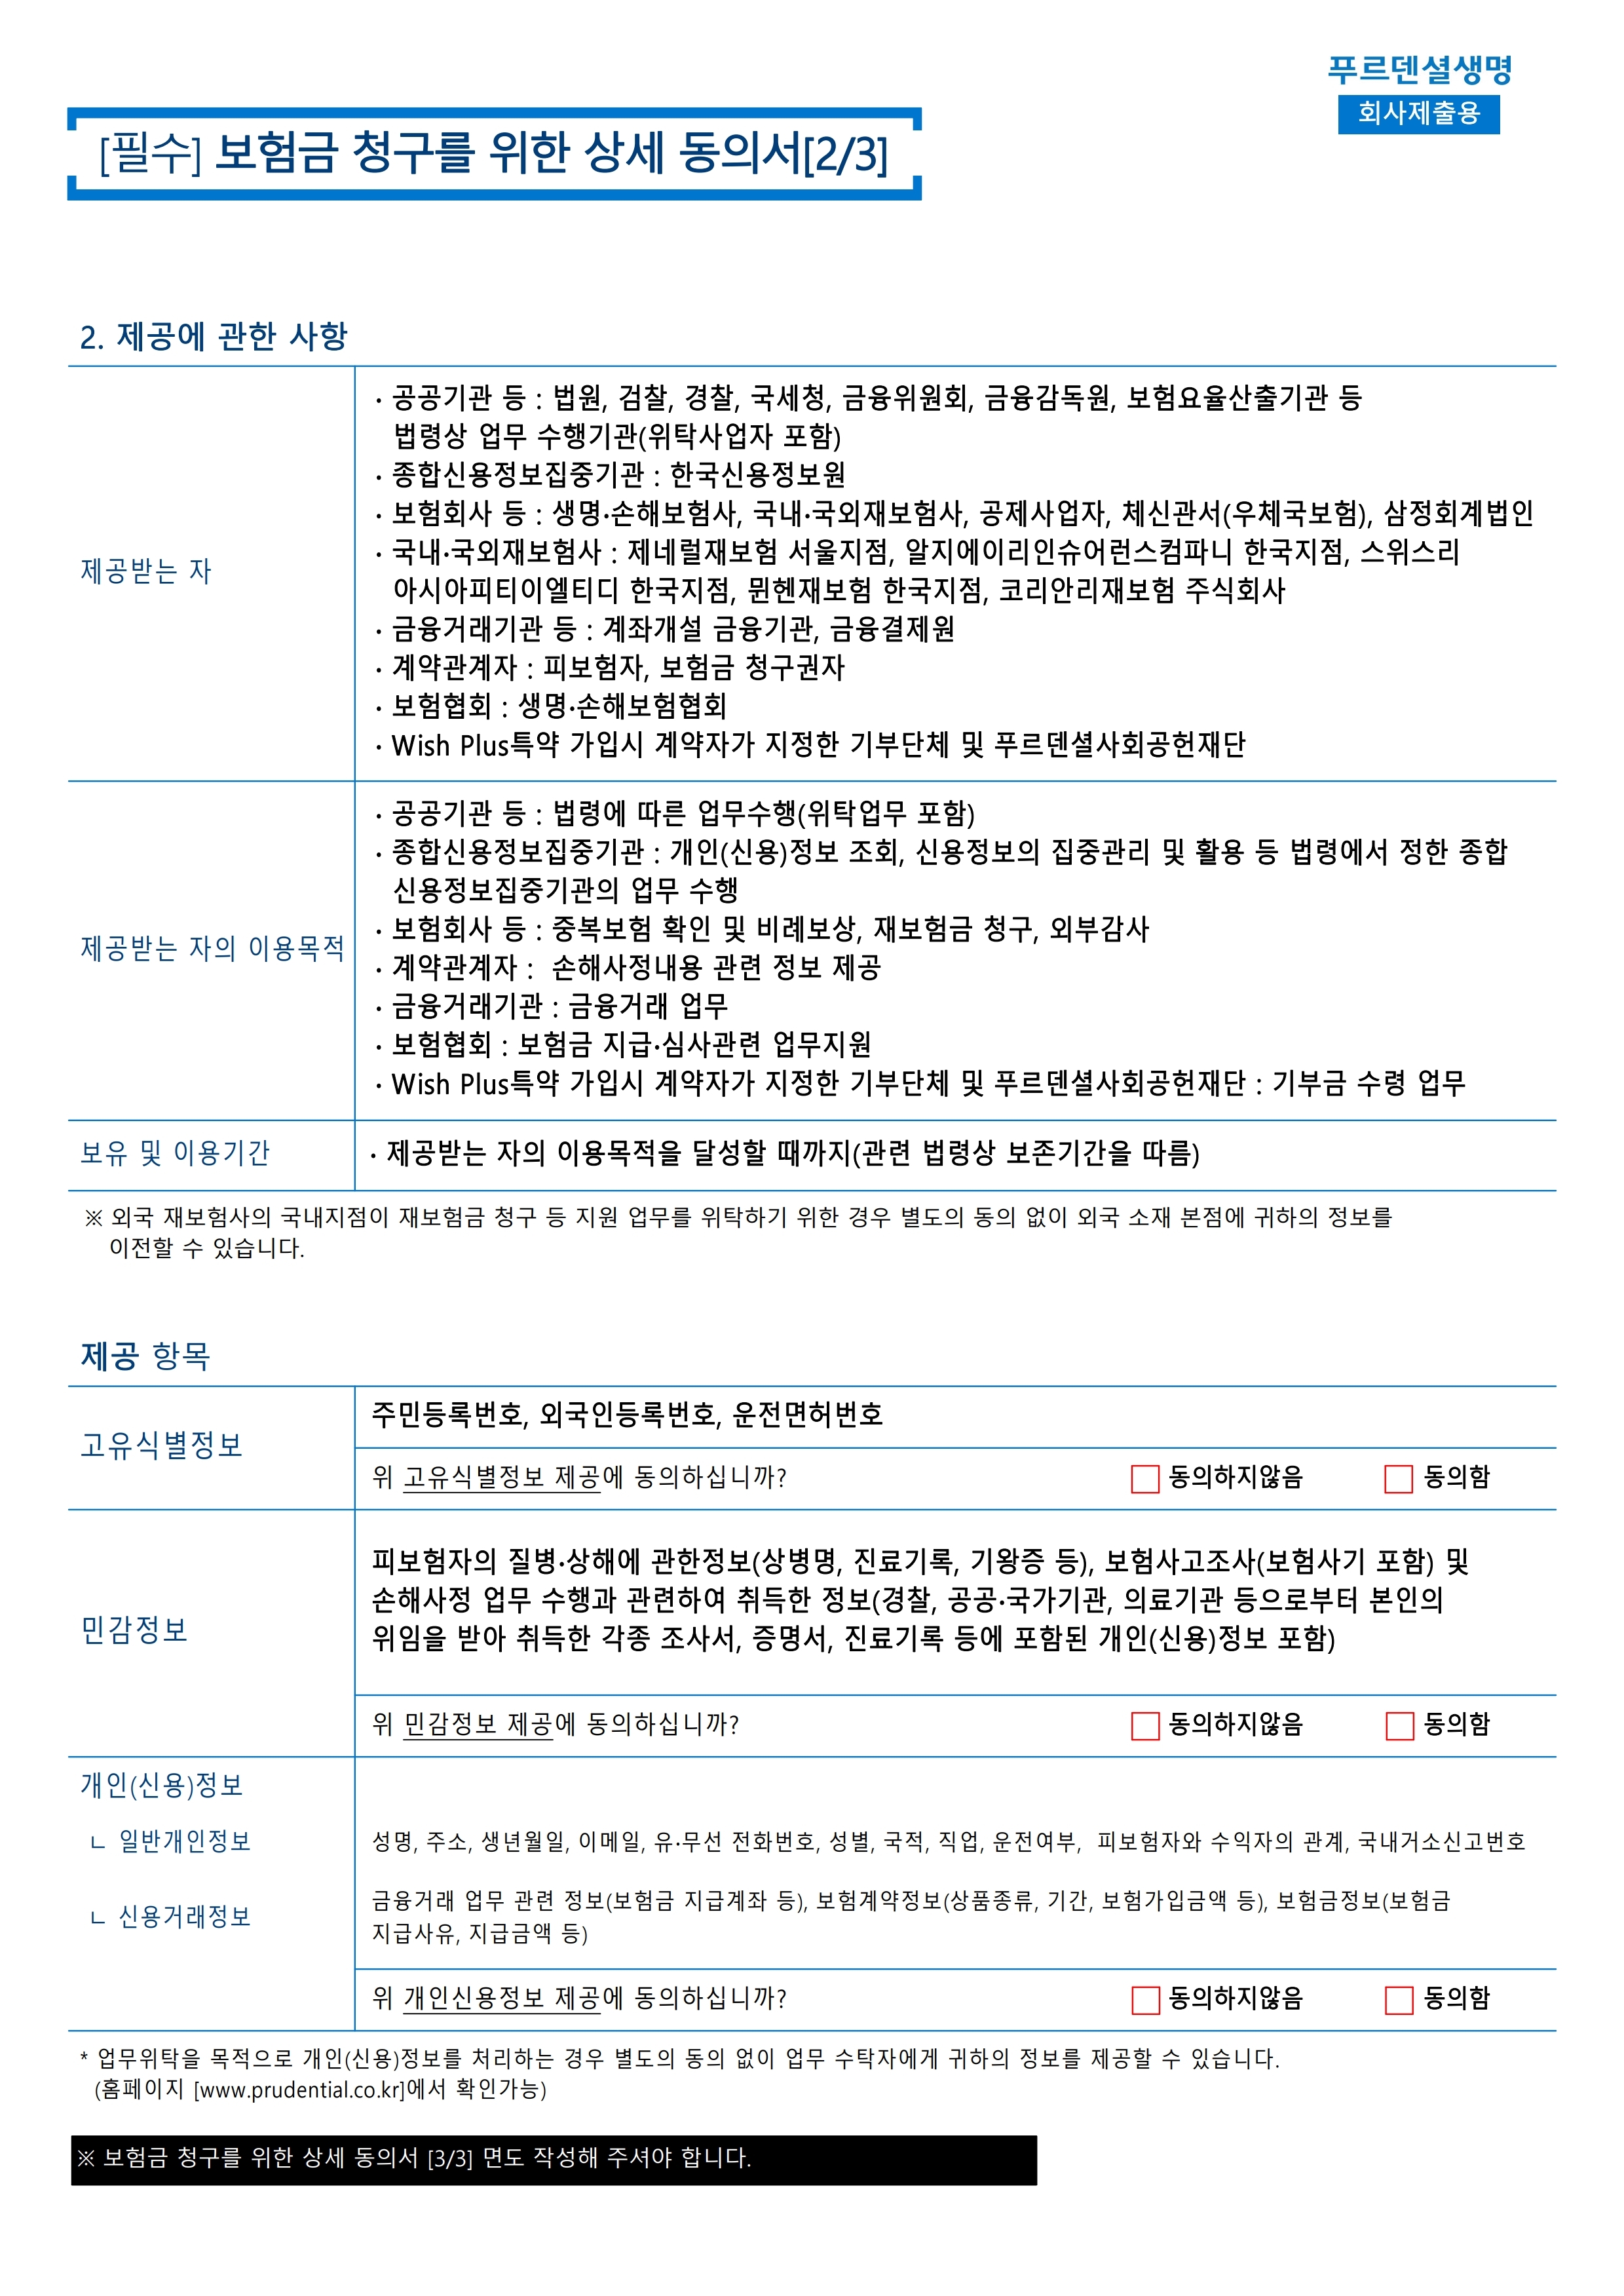 푸르덴셜생명
회사제출용
[필수] 보험금 청구를 위한 상세 동의서[2/3]
2. 제공에 관한 사항
제공받는 자
· 공공기관 등 : 법원, 검찰, 경찰, 국세청, 금융위원회, 금융감독원, 보험요율산출기관 등
법령상 업무 수행기관(위탁사업자 포함)
· 종합신용정보집중기관 : 한국신용정보원
· 보험회사 등 : 생명·손해보험사, 국내·국외재보험사, 공제사업자, 체신관서(우체국보험), 삼정회계법인
· 국내·국외재보험사 : 제네럴재보험 서울지점, 알지에이리인슈어런스컴파니 한국지점, 스위스리
아시아피티이엘티디 한국지점, 뮌헨재보험 한국지점, 코리안리재보험 주식회사
· 금융거래기관 등 : 계좌개설 금융기관, 금융결제원
· 계약관계자 : 피보험자, 보험금 청구권자
· 보험협회 : 생명·손해보험협회
· Wish Plus특약 가입시 계약자가 지정한 기부단체 및 푸르덴셜사회공헌재단
제공받는 자의 이용목적
· 공공기관 등 : 법령에 따른 업무수행(위탁업무 포함)
· 종합신용정보집중기관 : 개인(신용)정보 조회, 신용정보의 집중관리 및 활용 등 법령에서 정한 종합
신용정보집중기관의 업무 수행
· 보험회사 등 : 중복보험 확인 및 비례보상, 재보험금 청구, 외부감사
· 계약관계자 : 손해사정내용 관련 정보 제공
· 금융거래기관 : 금융거래 업무
· 보험협회 : 보험금 지급·심사관련 업무지원
· Wish Plus특약 가입시 계약자가 지정한 기부단체 및 푸르덴셜사회공헌재단 : 기부금 수령 업무
보유 및 이용기간
· 제공받는 자의 이용목적을 달성할 때까지(관련 법령상 보존기간을 따름)
※ 외국 재보험사의 국내지점이 재보험금 청구 등 지원 업무를 위탁하기 위한 경우 별도의 동의 없이 외국 소재 본점에 귀하의 정보를
이전할 수 있습니다.
제공 항목
고유식별정보
주민등록번호, 외국인등록번호, 운전면허번호
위 고유식별정보 제공에 동의하십니까? □ 동의하지않음 □ 동의함
민감정보
피보험자의 질병·상해에 관한정보(상병명, 진료기록, 기왕증 등), 보험사고조사(보험사기 포함) 및
손해사정 업무 수행과 관련하여 취득한 정보(경찰, 공공·국가기관, 의료기관 등으로부터 본인의
위임을 받아 취득한 각종 조사서, 증명서, 진료기록 등에 포함된 개인(신용)정보 포함)
위 민감정보 제공에 동의하십니까? □ 동의하지않음 □ 동의함
개인(신용)정보
ㄴ 일반개인정보
성명, 주소, 생년월일, 이메일, 유·무선 전화번호, 성별, 국적, 직업, 운전여부, 피보험자와 수익자의 관계, 국내거소신고번호
ㄴ 신용거래정보
금융거래 업무 관련 정보(보험금 지급계좌 등), 보험계약정보(상품종류, 기간, 보험가입금액 등), 보험금정보(보험금
지급사유, 지급금액 등)
위 개인신용정보 제공에 동의하십니까? □ 동의하지않음 □ 동의함
* 업무위탁을 목적으로 개인(신용)정보를 처리하는 경우 별도의 동의 없이 업무 수탁자에게 귀하의 정보를 제공할 수 있습니다.
(홈페이지 [www.prudential.co.kr]에서 확인가능)
※ 보험금 청구를 위한 상세 동의서 [3/3] 면도 작성해 주셔야 합니다.